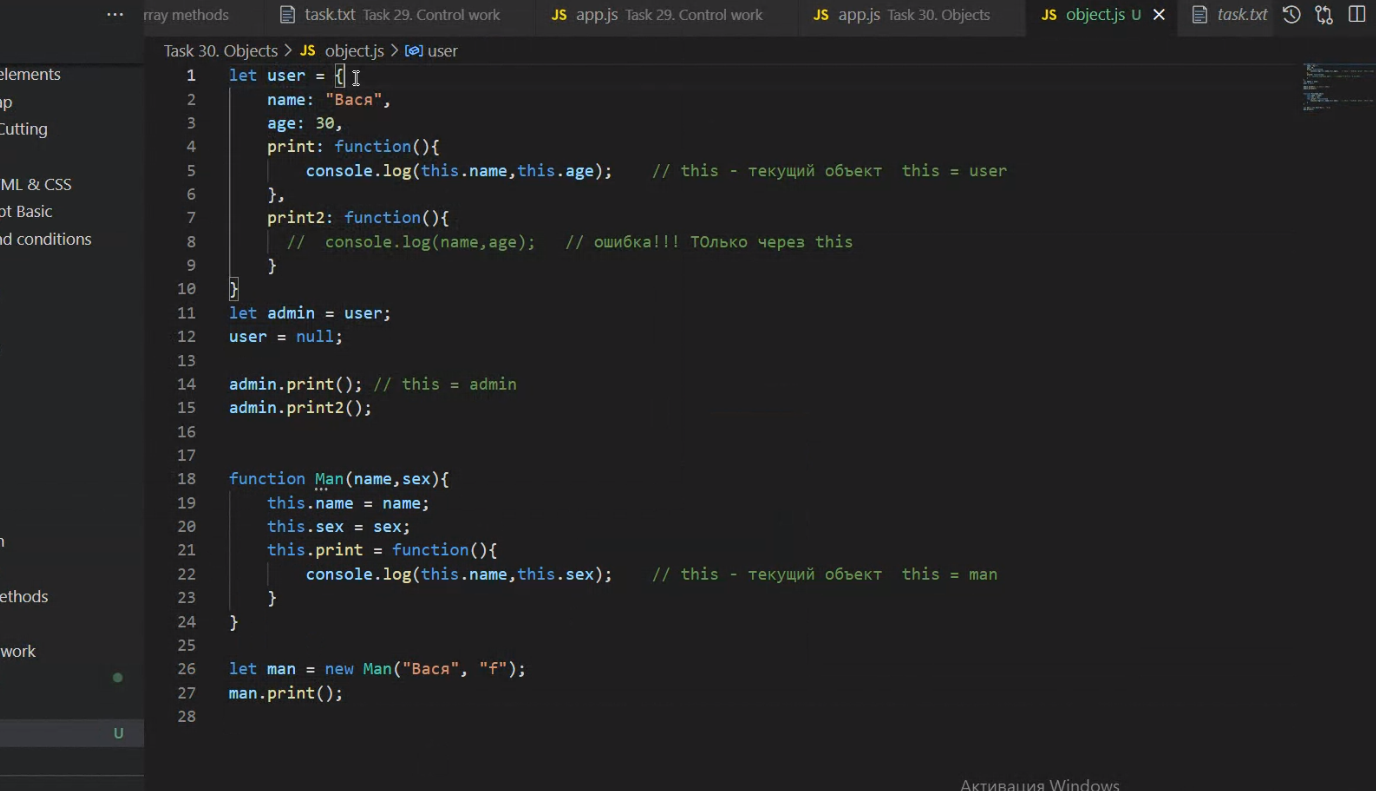 rray methods
task.txt Task 29. Control work
JS app.js Task 29. Control work
JS app.js Task 30. Objects
JS object.js U
task.txt
Task 30. Objects > JS object.js > user
elements
Cutting
ML & CSS
pt Basic
nd conditions
ethods
work
U
1 let user = {
2 name: "Вася",
3 age: 30,
4 print: function(){
5 console.log(this.name,this.age); // this - текущий объект this = user
6 },
7 print2: function(){
8 // console.log(name,age); // ошибка!!! ТОлько через this
9 }
10 }
11 let admin = user;
12 user = null;
13
14 admin.print(); // this = admin
15 admin.print2();
16
17
18 function Man(name,sex){
19 this.name = name;
20 this.sex = sex;
21 this.print = function(){
22 console.log(this.name,this.sex); // this - текущий объект this = man
23 }
24 }
25
26 let man = new Man("Вася", "f");
27 man.print();
28
Активация Windows